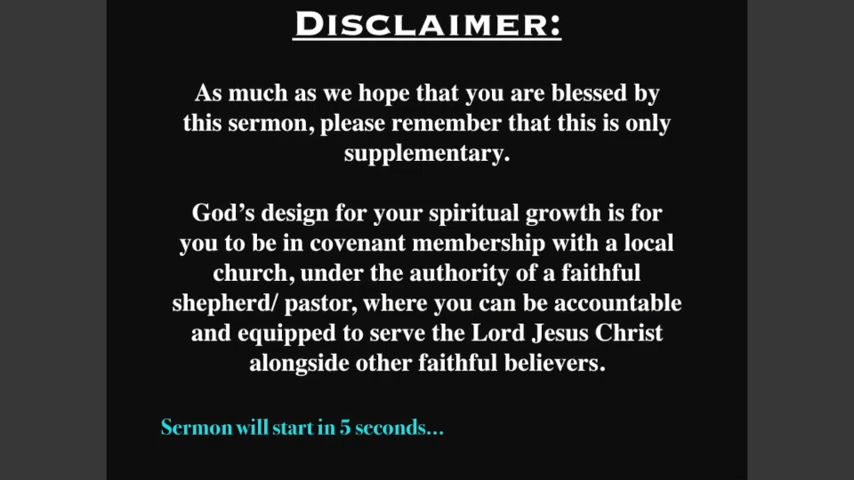 DISCLAIMER:
As much as we hope that you are blessed by
this sermon, please remember that this is only
supplementary.
God’s design for your spiritual growth is for
you to be in covenant membership with a local
church, under the authority of a faithful
shepherd/ pastor, where you can be accountable
and equipped to serve the Lord Jesus Christ
alongside other faithful believers.
Sermon will start in 5 seconds...